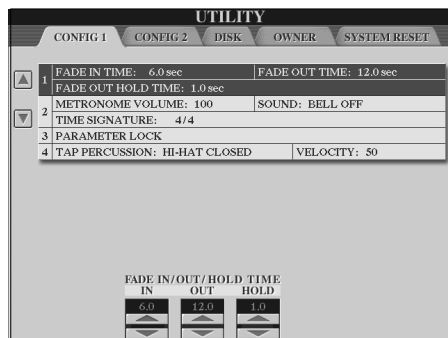 UTILITY
CONFIG 1 CONFIG 2 DISK OWNER SYSTEM RESET
1 FADE IN TIME: 6.0 sec FADE OUT TIME: 12.0 sec
FADE OUT HOLD TIME: 1.0 sec
2 METRONOME VOLUME: 100 SOUND: BELL OFF
TIME SIGNATURE: 4/4
3 PARAMETER LOCK
4 TAP PERCUSSION: HI-HAT CLOSED VELOCITY: 50
FADE IN/OUT/HOLD TIME
IN OUT HOLD
6.0 12.0 1.0